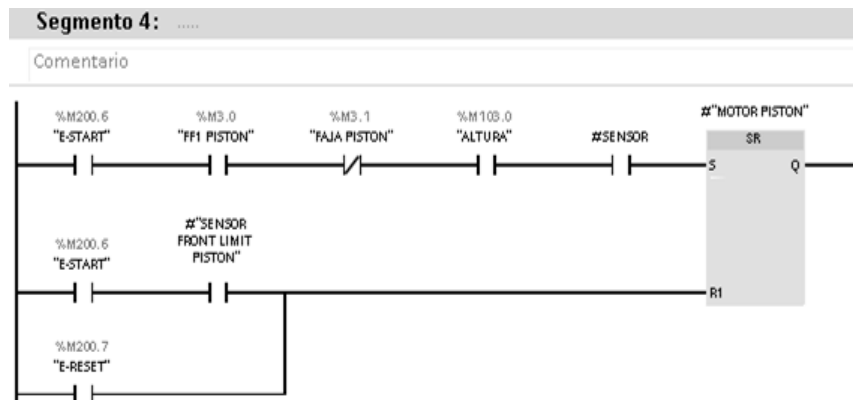 Segmento 4: .....
Comentario
%M200.6 %M3.0 %M3.1 %M103.0 #"MOTOR PISTON"
"E-START" "FF1 PISTON" "FAJA PISTON" "ALTURA" #SENSOR SR
S Q
#"SENSOR
FRONT LIMIT
PISTON"
%M200.6
"E-START"
R1
%M200.7
"E-RESET"